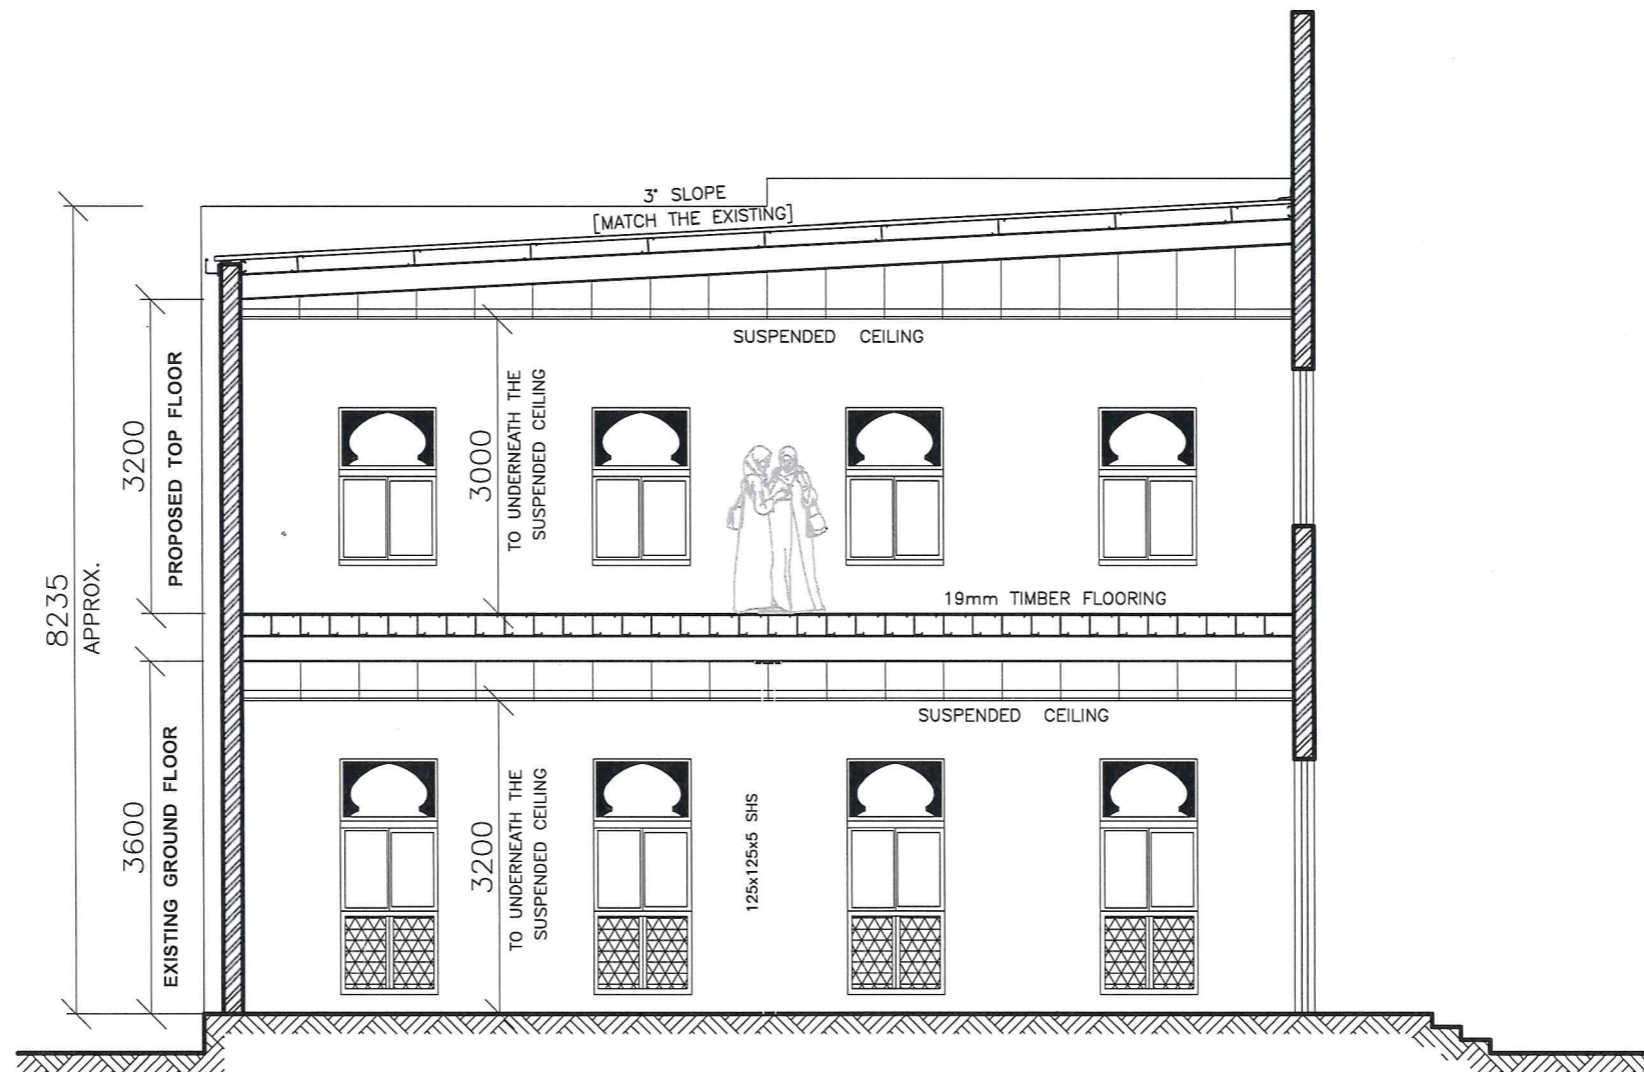 3° SLOPE
[MATCH THE EXISTING]
SUSPENDED CEILING
8235
APPROX.
3200
PROPOSED TOP FLOOR
3000
TO UNDERNEATH THE
SUSPENDED CEILING
19mm TIMBER FLOORING
SUSPENDED CEILING
3600
EXISTING GROUND FLOOR
3200
TO UNDERNEATH THE
SUSPENDED CEILING
125x125x5 SHS